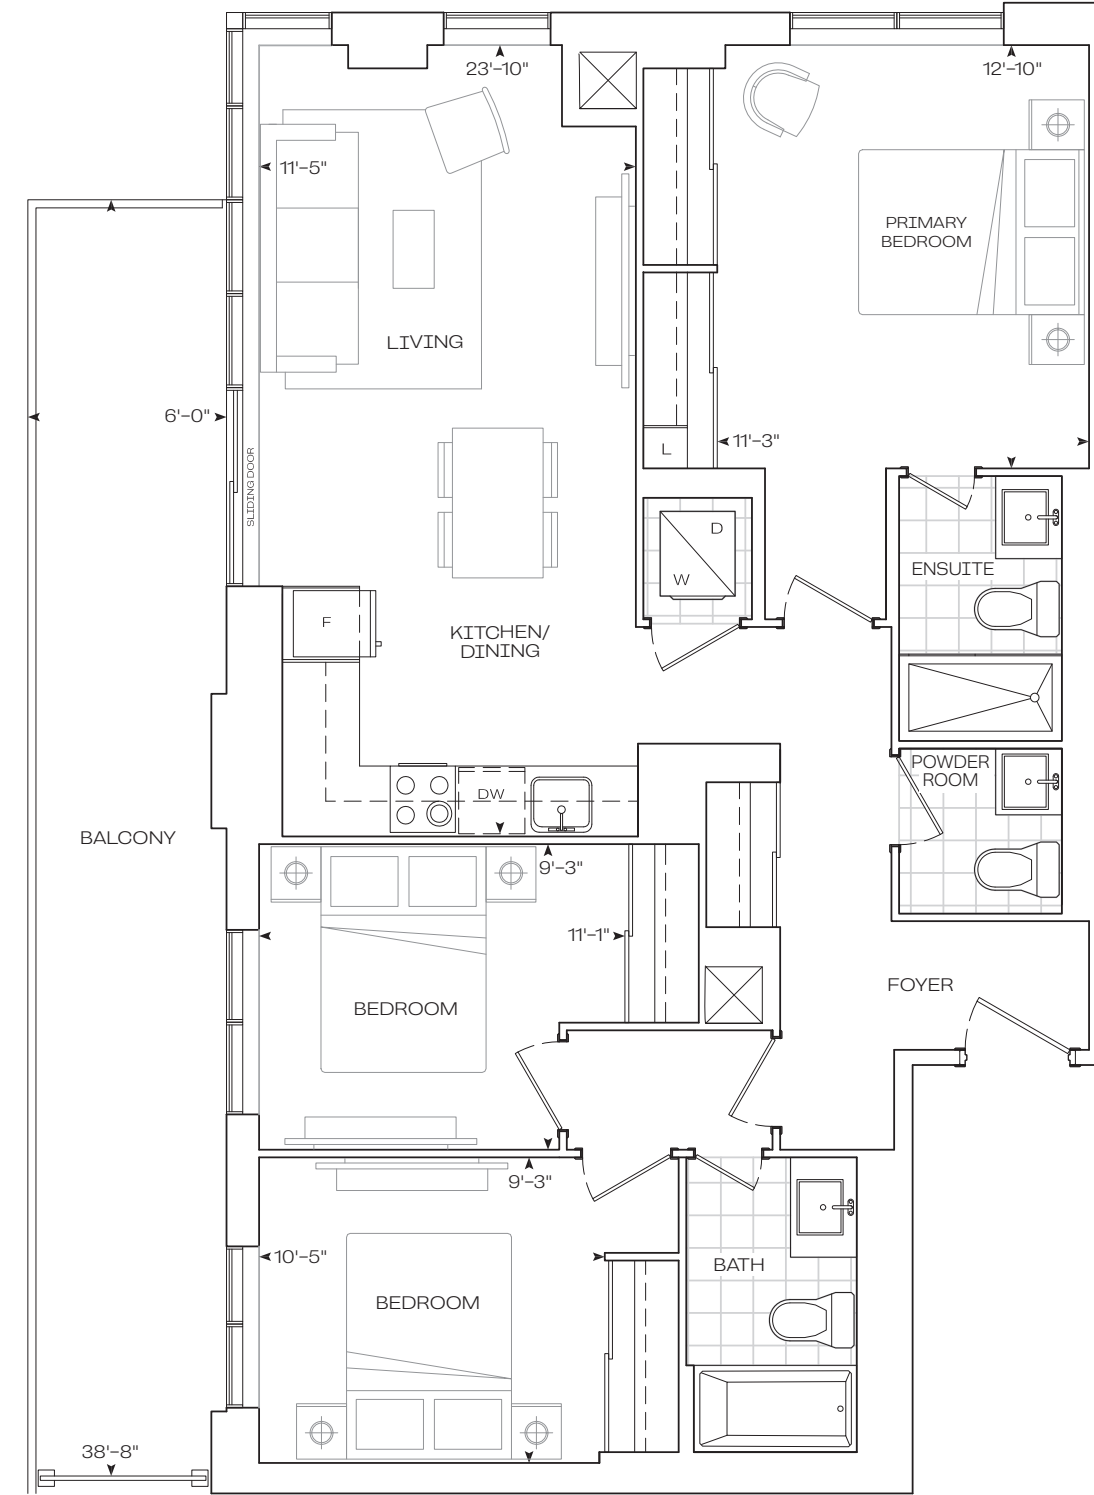 23'-10"
12'-10"
11'-5"
PRIMARY
BEDROOM
LIVING
6'-0"
SLIDING DOOR
11'-3"
L
D
W
ENSUITE
F
KITCHEN/
DINING
POWDER
ROOM
DW
BALCONY
9'-3"
11'-1"
FOYER
BEDROOM
9'-3"
10'-5"
BATH
BEDROOM
38'-8"